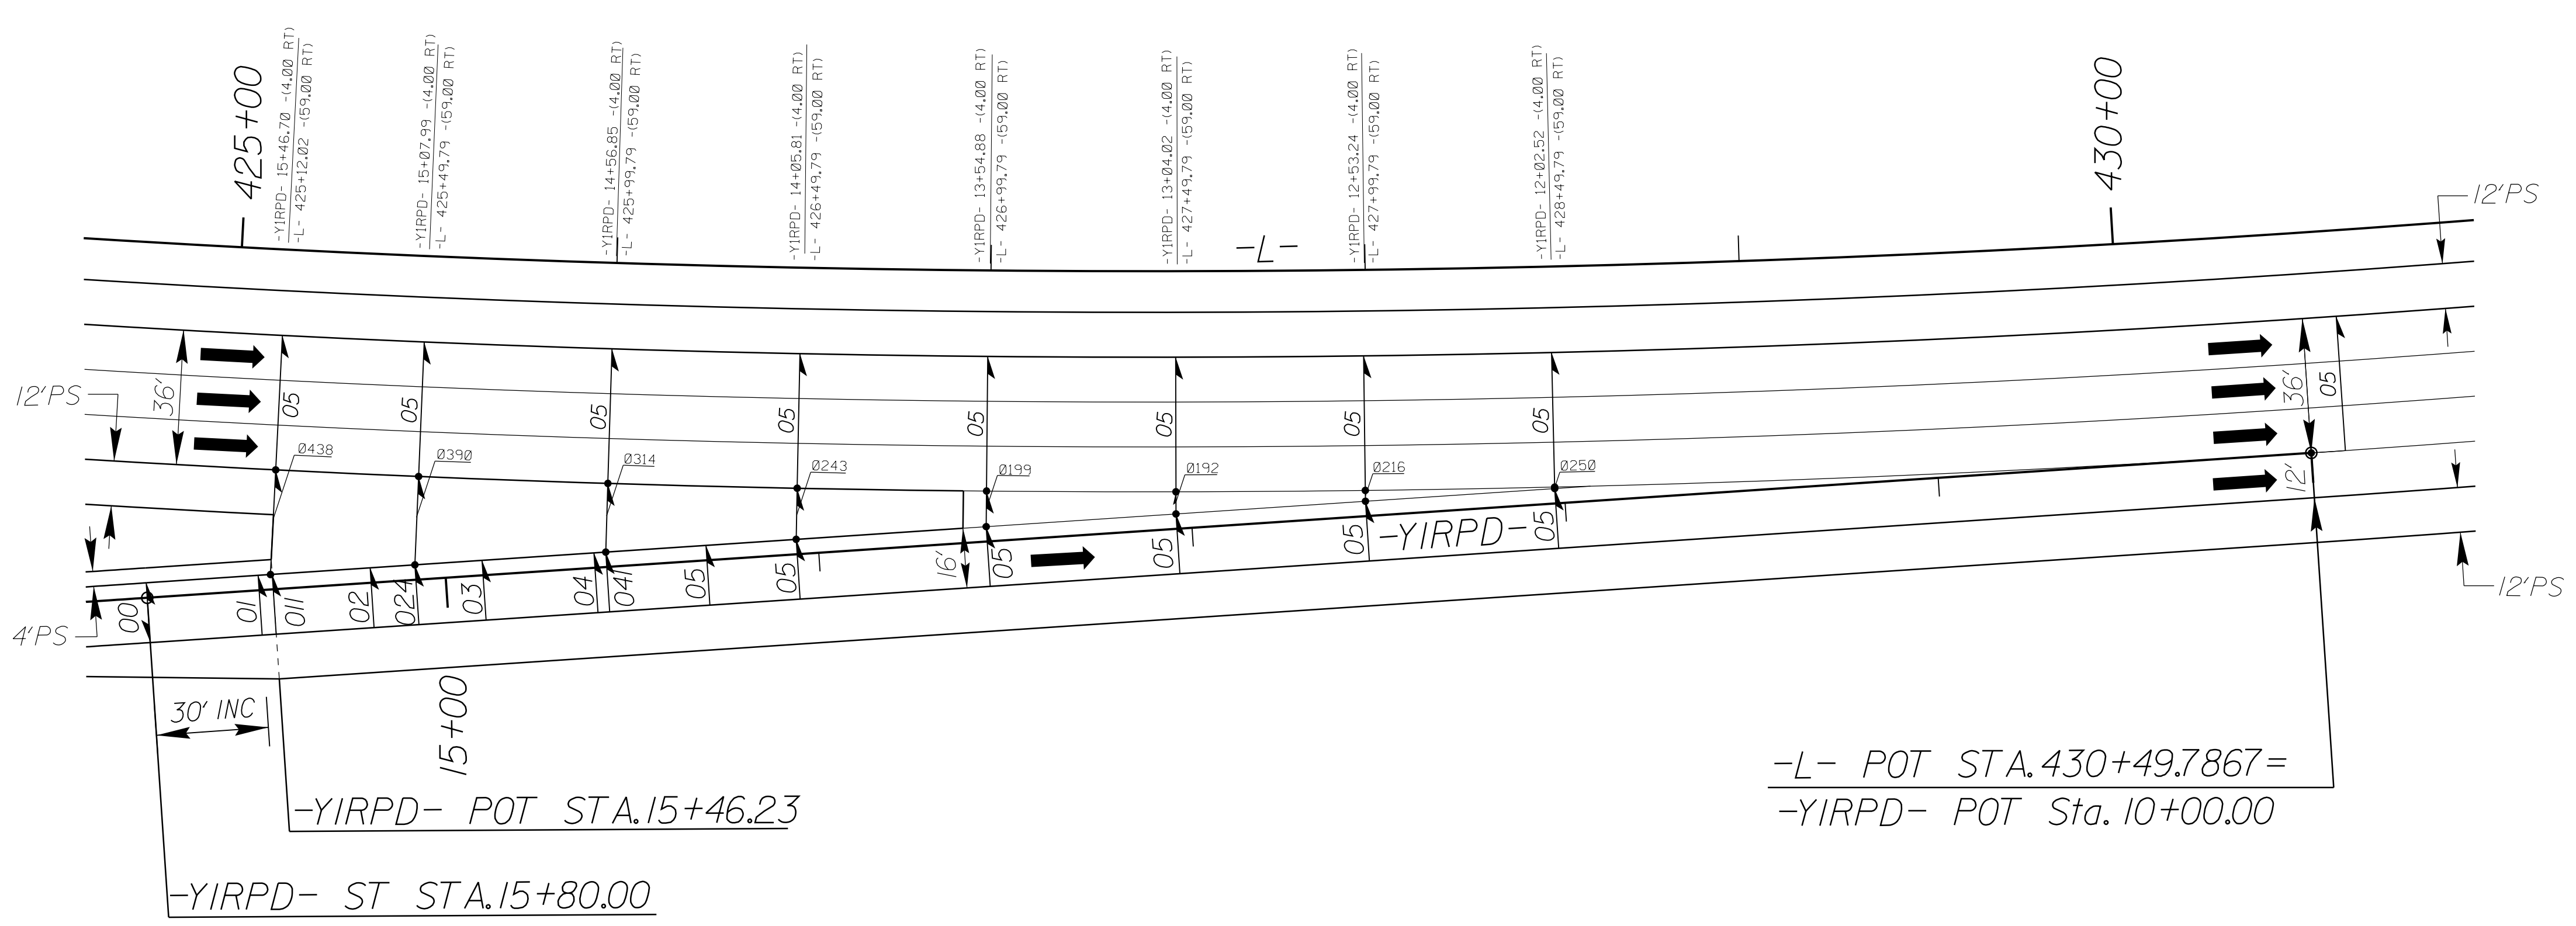 425+00
-Y1RPD- 15+46.70 -(4.00 RT)
-L- 425+12.02 -(59.00 RT)
-Y1RPD- 15+07.99 -(4.00 RT)
-L- 425+49.79 -(59.00 RT)
-Y1RPD- 14+56.85 -(4.00 RT)
-L- 425+99.79 -(59.00 RT)
-Y1RPD- 14+05.81 -(4.00 RT)
-L- 426+49.79 -(59.00 RT)
-Y1RPD- 13+54.88 -(4.00 RT)
-L- 426+99.79 -(59.00 RT)
-Y1RPD- 13+04.02 -(4.00 RT)
-L- 427+49.79 -(59.00 RT)
-Y1RPD- 12+53.24 -(4.00 RT)
-L- 427+99.79 -(59.00 RT)
-Y1RPD- 12+02.52 -(4.00 RT)
-L- 428+49.79 -(59.00 RT)
430+00
12'PS
-L-
12'PS
36'
05
05
05
05
05
05
05
05
36'
05
0438
0390
0314
0243
0199
0192
0216
0250
12'
-Y1RPD-
4'PS
00
01
011
02
024
03
04
041
05
05
16'
05
05
05
05
12'PS
30' INC
15+00
-L- POT STA.430+49.7867=
-Y1RPD- POT Sta. 10+00.00
-Y1RPD- POT STA.15+46.23
-Y1RPD- ST STA.15+80.00